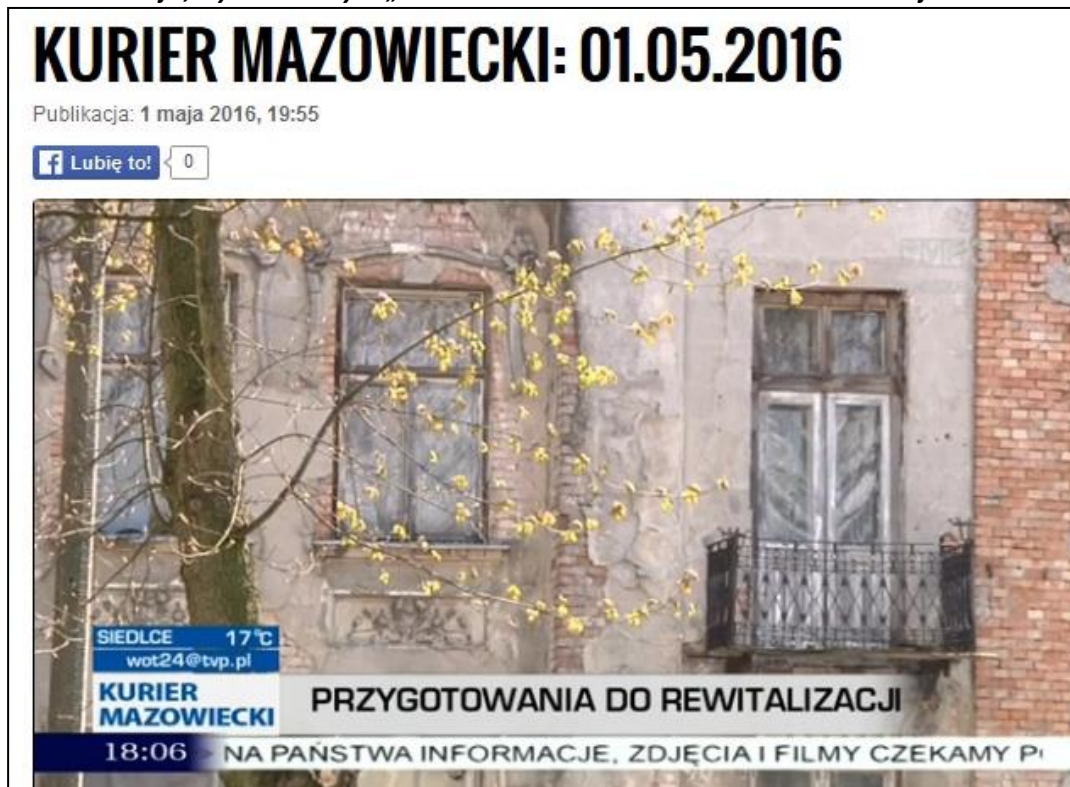 KURIER MAZOWIECKI: 01.05.2016
Publikacja: 1 maja 2016, 19:55
Lubię to! 0
SIEDLCE 17°C
wot24@tvp.pl
KURIER
MAZOWIECKI
PRZYGOTOWANIA DO REWITALIZACJI
18:06 NA PAŃSTWA INFORMACJE, ZDJĘCIA I FILMY CZEKAMY